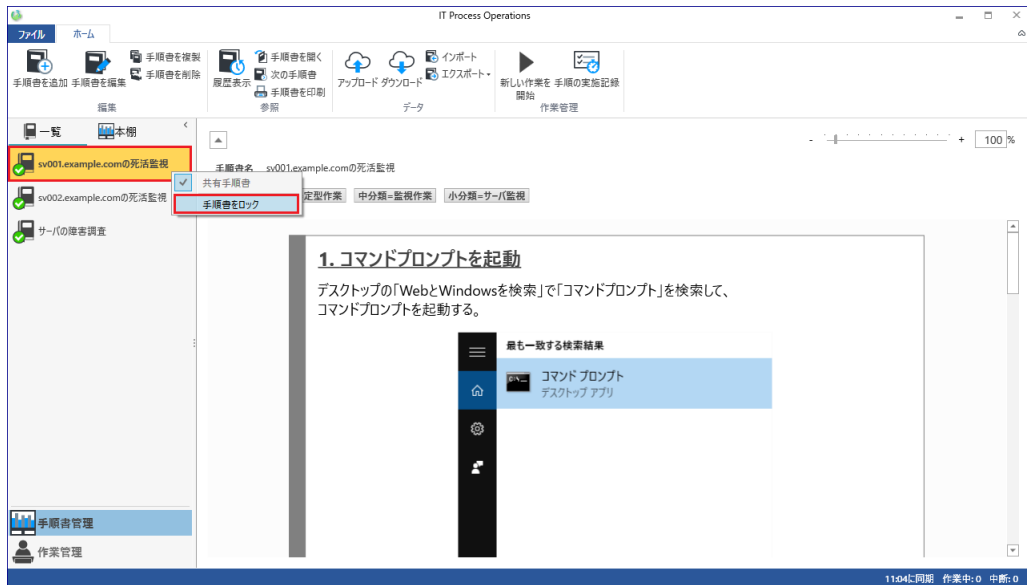 IT Process Operations
ファイル ホーム
手順書を追加 手順書を編集 手順書を複製 手順書を削除
編集
履歴表示 手順書を開く 次の手順書 手順書を印刷
参照
アップロード ダウンロード インポート エクスポート
データ
新しい作業を開始 手順の実施記録
作業管理
一覧 本棚
sv001.example.comの死活監視
sv002.example.comの死活監視
サーバの障害調査
共有手順書
手順書をロック
- + 100 %
手順書名 sv001.example.comの死活監視
定型作業 中分類=監視作業 小分類=サーバ監視
1. コマンドプロンプトを起動
デスクトップの「WebとWindowsを検索」で「コマンドプロンプト」を検索して、
コマンドプロンプトを起動する。
最も一致する検索結果
コマンド プロンプト
デスクトップ アプリ
手順書管理
作業管理
11:04に同期 作業中: 0 中断: 0